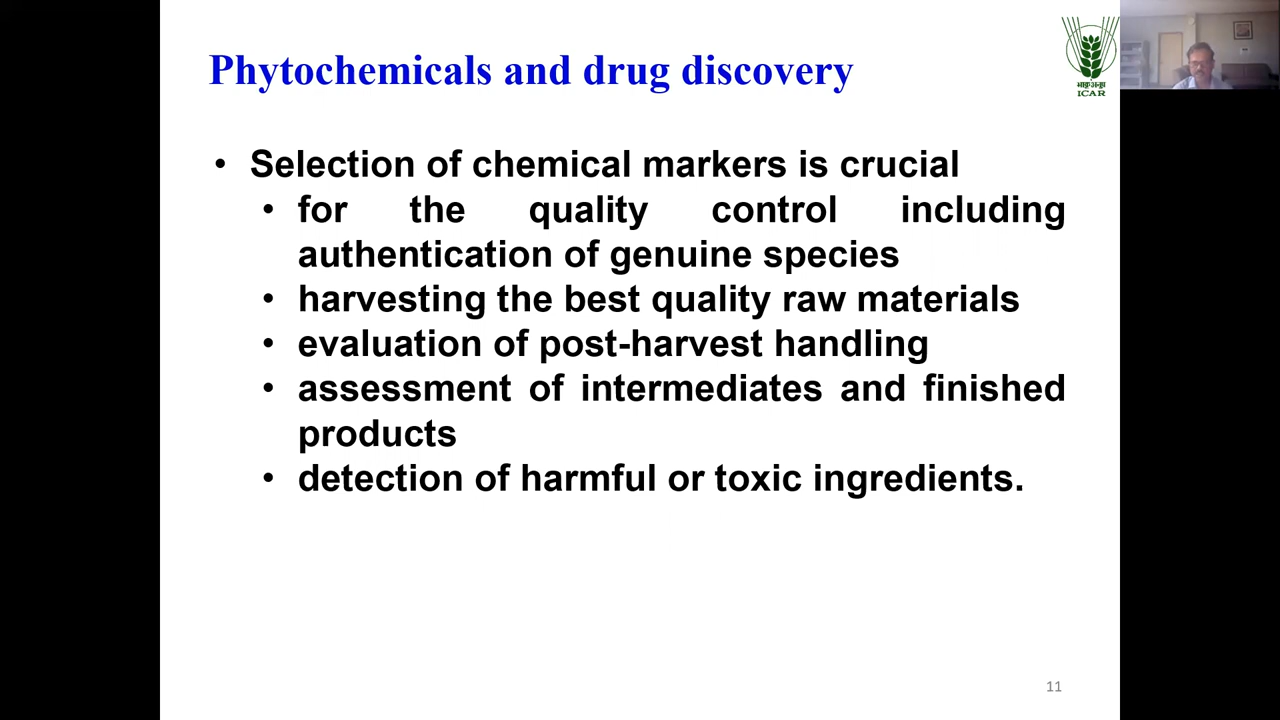 Phytochemicals and drug discovery
• Selection of chemical markers is crucial
• for the quality control including
authentication of genuine species
• harvesting the best quality raw materials
• evaluation of post-harvest handling
• assessment of intermediates and finished
products
• detection of harmful or toxic ingredients.
ICAR
11